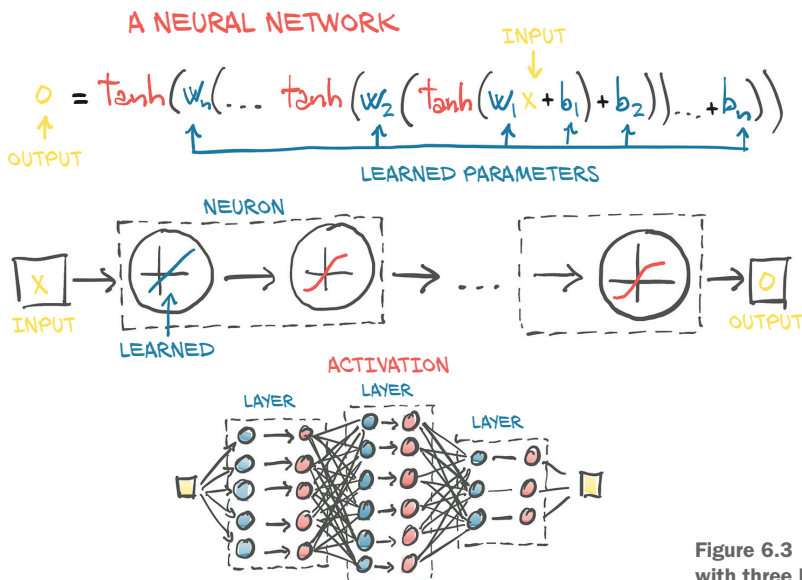 A NEURAL NETWORK
INPUT
o = tanh(wₙ(... tanh(w₂(tanh(w₁x+b₁)+b₂))...+bₙ))
OUTPUT
LEARNED PARAMETERS
NEURON
x
...
o
INPUT
OUTPUT
LEARNED
ACTIVATION
LAYER
LAYER
LAYER
Figure 6.3
with three